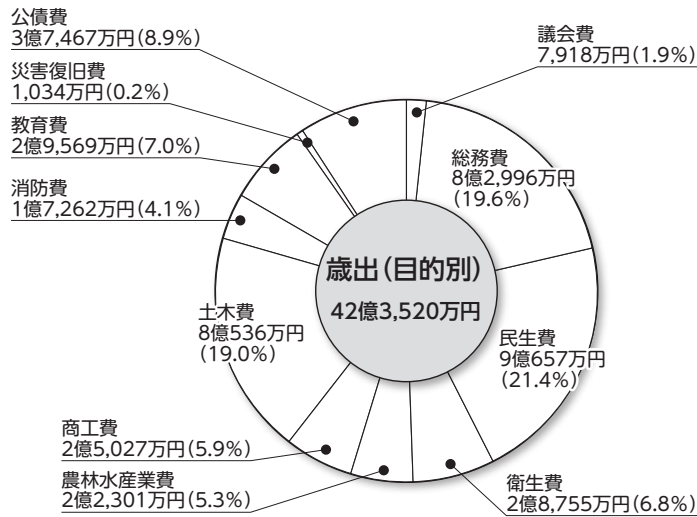 公債費
3億7,467万円(8.9%)
災害復旧費
1,034万円(0.2%)
教育費
2億9,569万円(7.0%)
消防費
1億7,262万円(4.1%)
議会費
7,918万円(1.9%)
総務費
8億2,996万円
(19.6%)
歳出(目的別)
42億3,520万円
土木費
8億536万円
(19.0%)
民生費
9億657万円
(21.4%)
商工費
2億5,027万円(5.9%)
農林水産業費
2億2,301万円(5.3%)
衛生費
2億8,755万円(6.8%)